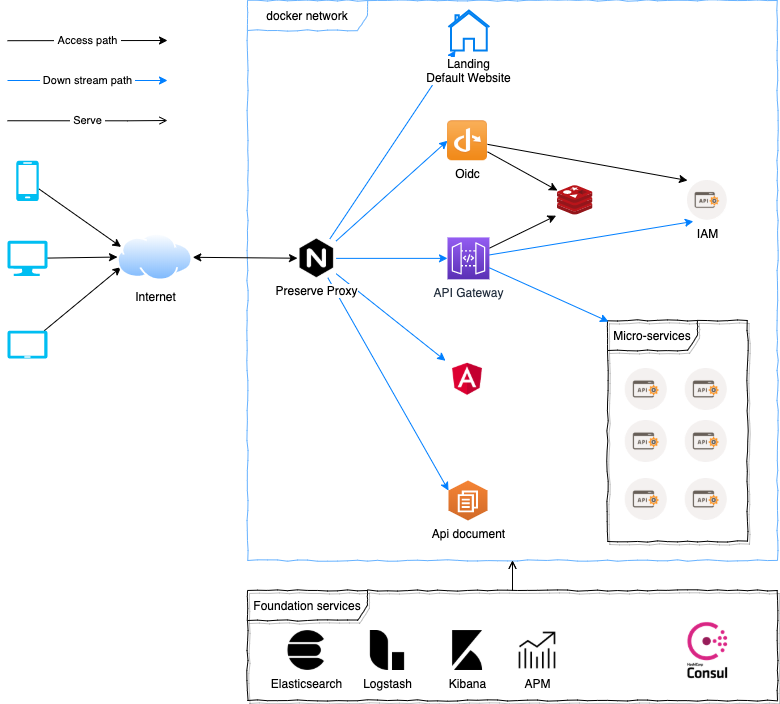 docker network
Access path
Down stream path
Serve
Landing
Default Website
Oidc
API
IAM
Internet
Preserve Proxy
API Gateway
Micro-services
API
API
API
API
API
API
Api document
Foundation services
Elasticsearch
Logstash
Kibana
APM
HashiCorp
Consul